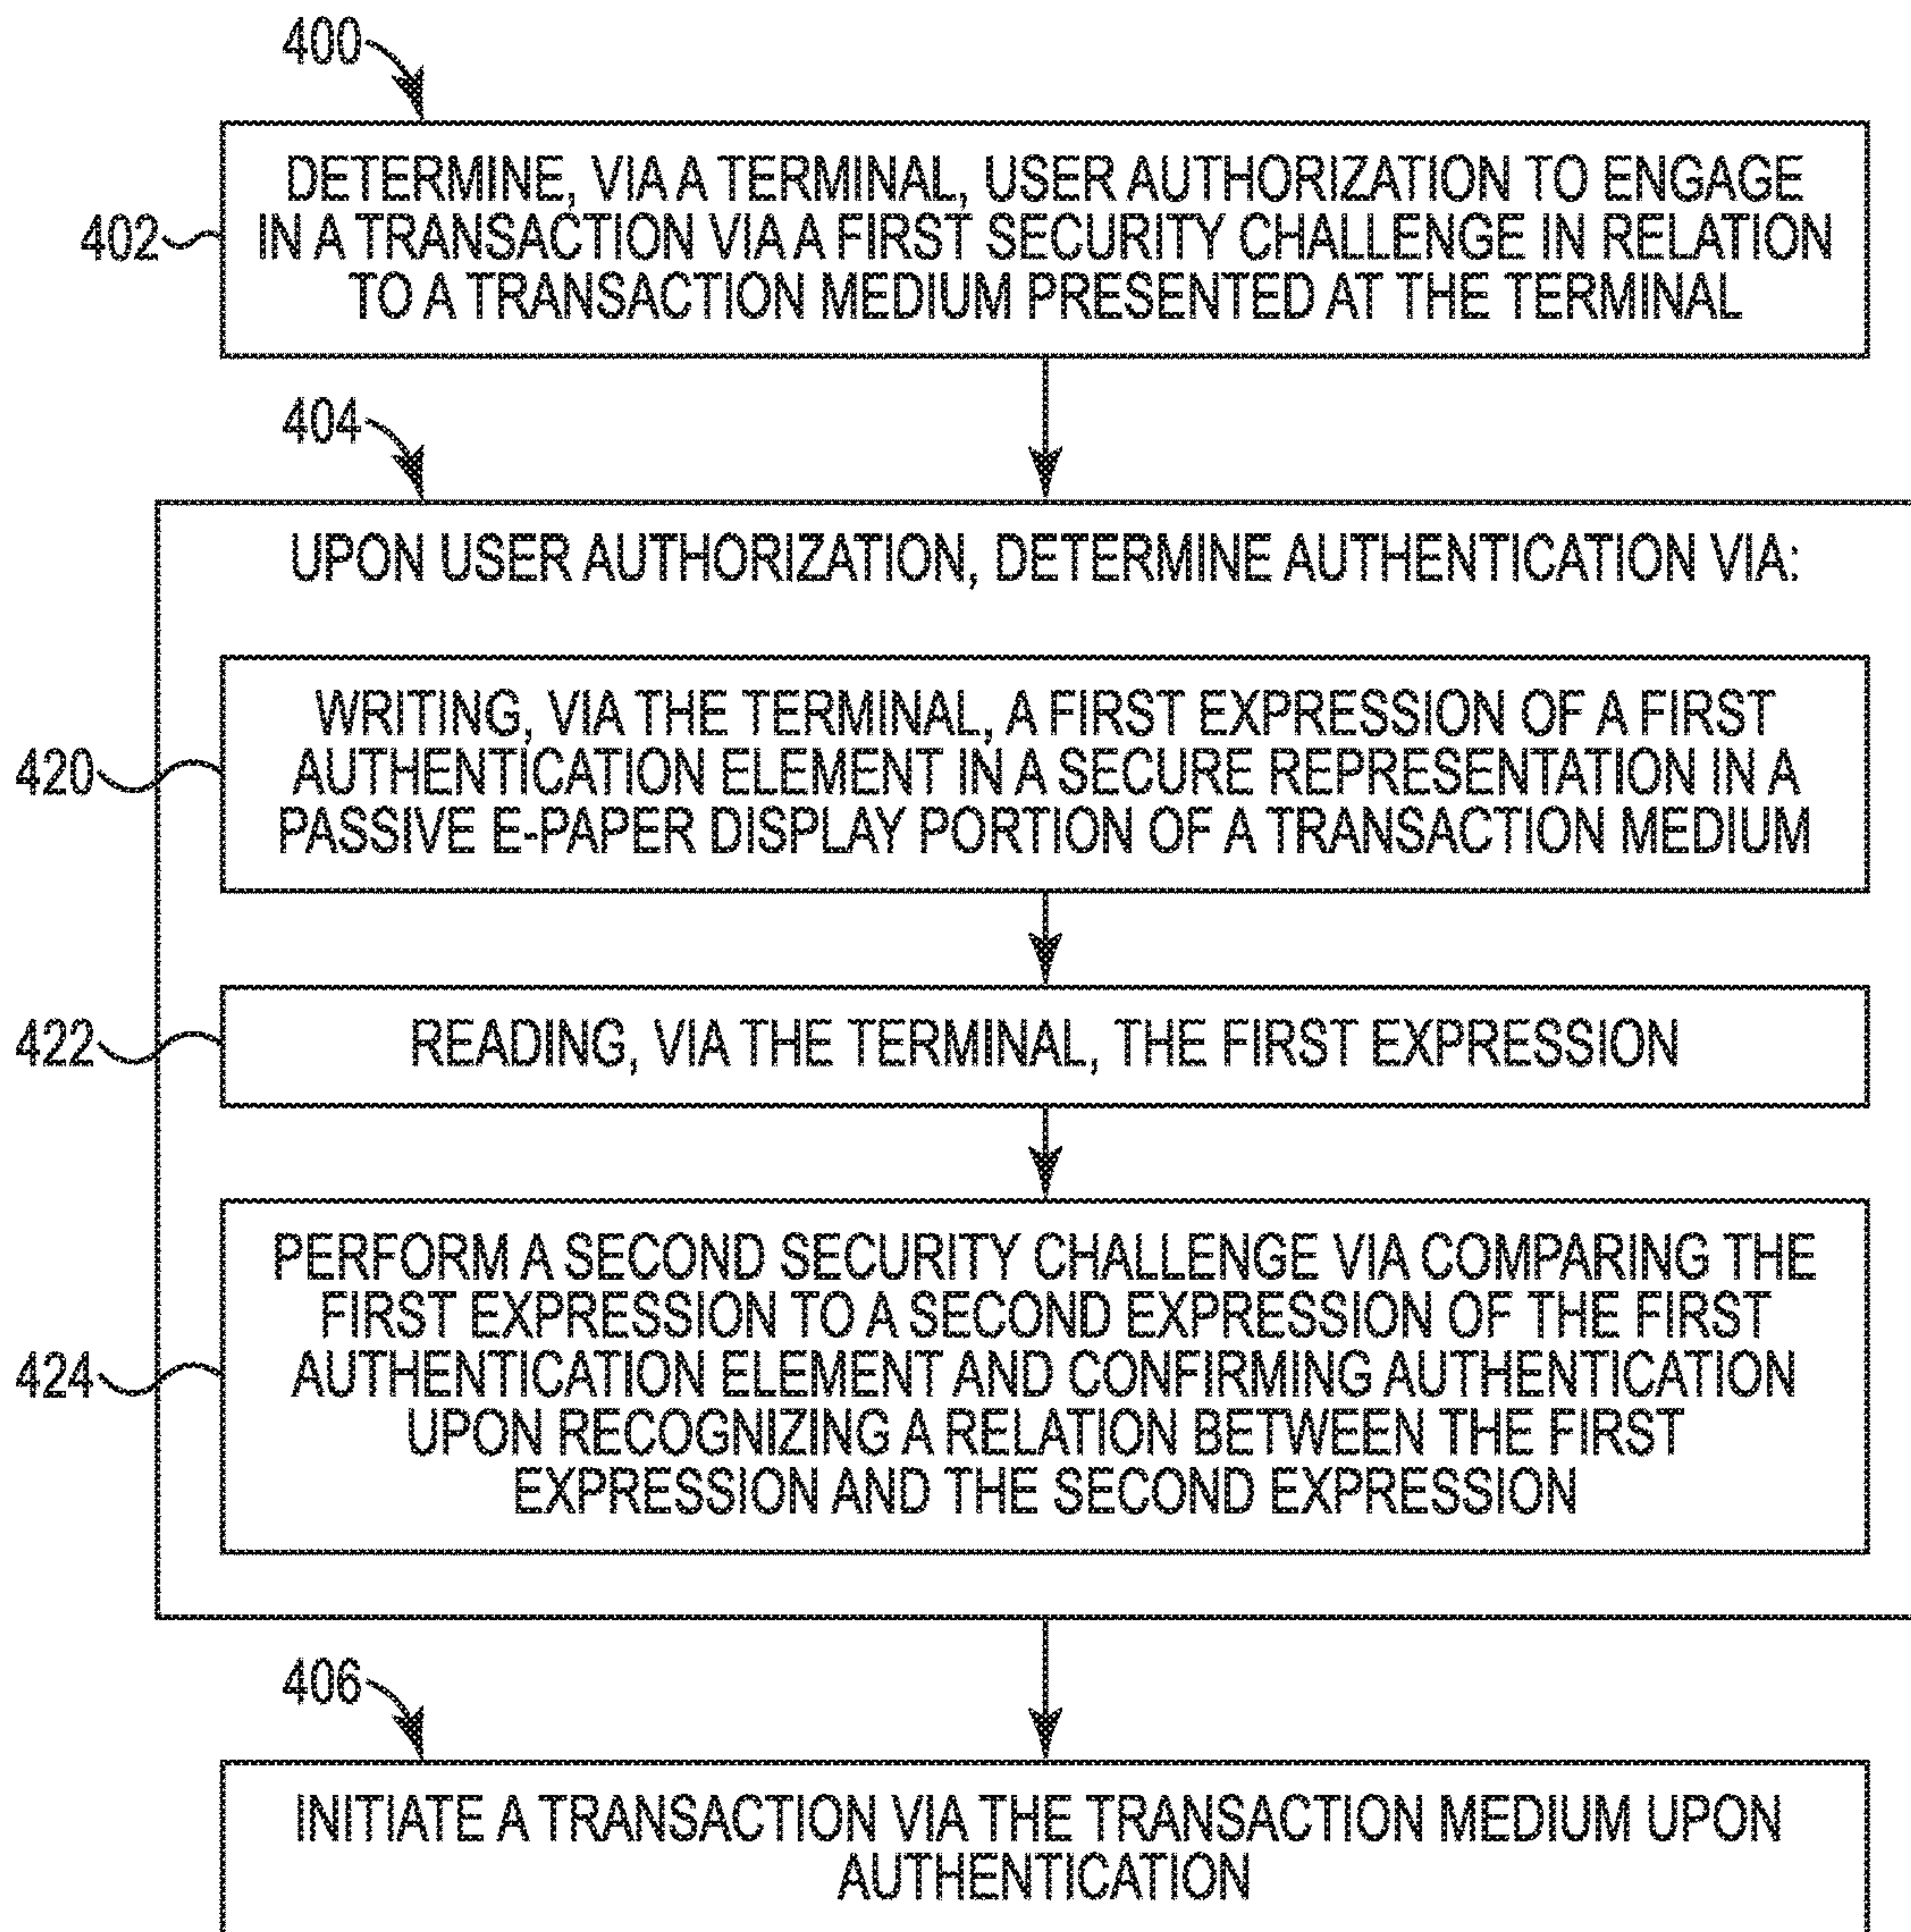 400
402
DETERMINE, VIA A TERMINAL, USER AUTHORIZATION TO ENGAGE
IN A TRANSACTION VIA A FIRST SECURITY CHALLENGE IN RELATION
TO A TRANSACTION MEDIUM PRESENTED AT THE TERMINAL
404
UPON USER AUTHORIZATION, DETERMINE AUTHENTICATION VIA:
420
WRITING, VIA THE TERMINAL, A FIRST EXPRESSION OF A FIRST
AUTHENTICATION ELEMENT IN A SECURE REPRESENTATION IN A
PASSIVE E-PAPER DISPLAY PORTION OF A TRANSACTION MEDIUM
422
READING, VIA THE TERMINAL, THE FIRST EXPRESSION
424
PERFORM A SECOND SECURITY CHALLENGE VIA COMPARING THE
FIRST EXPRESSION TO A SECOND EXPRESSION OF THE FIRST
AUTHENTICATION ELEMENT AND CONFIRMING AUTHENTICATION
UPON RECOGNIZING A RELATION BETWEEN THE FIRST
EXPRESSION AND THE SECOND EXPRESSION
406
INITIATE A TRANSACTION VIA THE TRANSACTION MEDIUM UPON
AUTHENTICATION